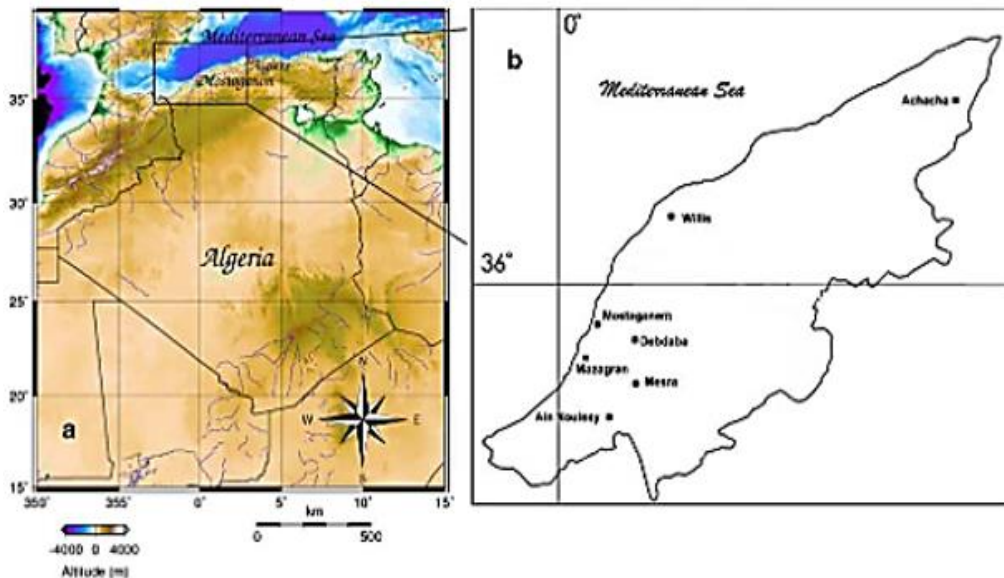 Mediterranean Sea
Algeria
35°
30°
25°
20°
15°
350°
355°
0°
5°
10°
15°
N
W
E
a
km
0
500
-4000 0 4000
Altitude (m)
0°
b
Mediterranean Sea
Achacha
Willis
36°
Mostaganem
Debdaba
Mazagran
Mesra
Ain Nouissy